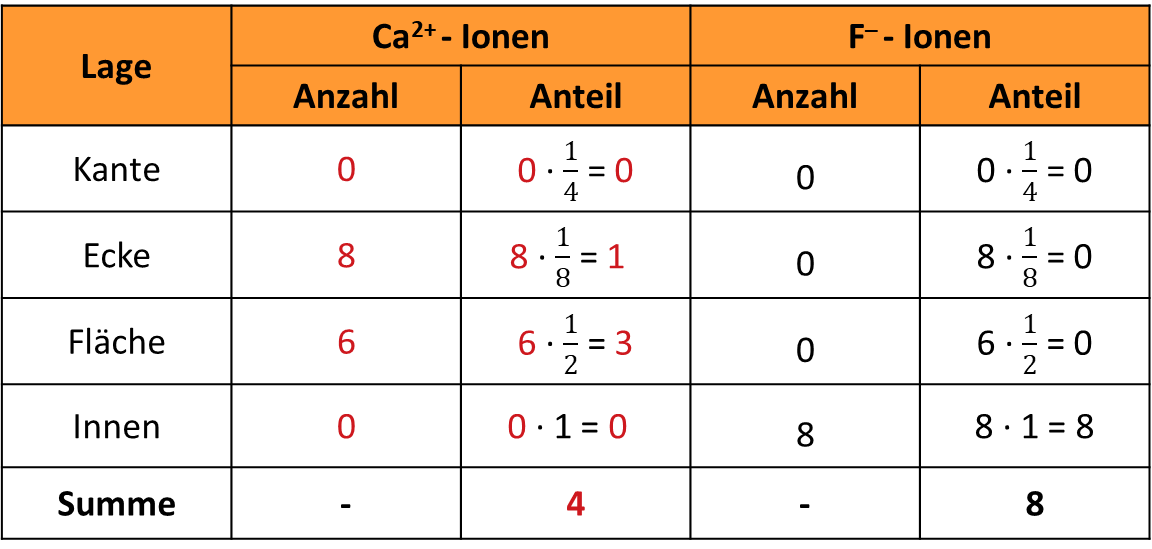 Lage Ca²⁺ - Ionen F⁻ - Ionen
Anzahl Anteil Anzahl Anteil
Kante 0 0 · 1/4 = 0 0 0 · 1/4 = 0
Ecke 8 8 · 1/8 = 1 0 8 · 1/8 = 0
Fläche 6 6 · 1/2 = 3 0 6 · 1/2 = 0
Innen 0 0 · 1 = 0 8 8 · 1 = 8
Summe - 4 - 8